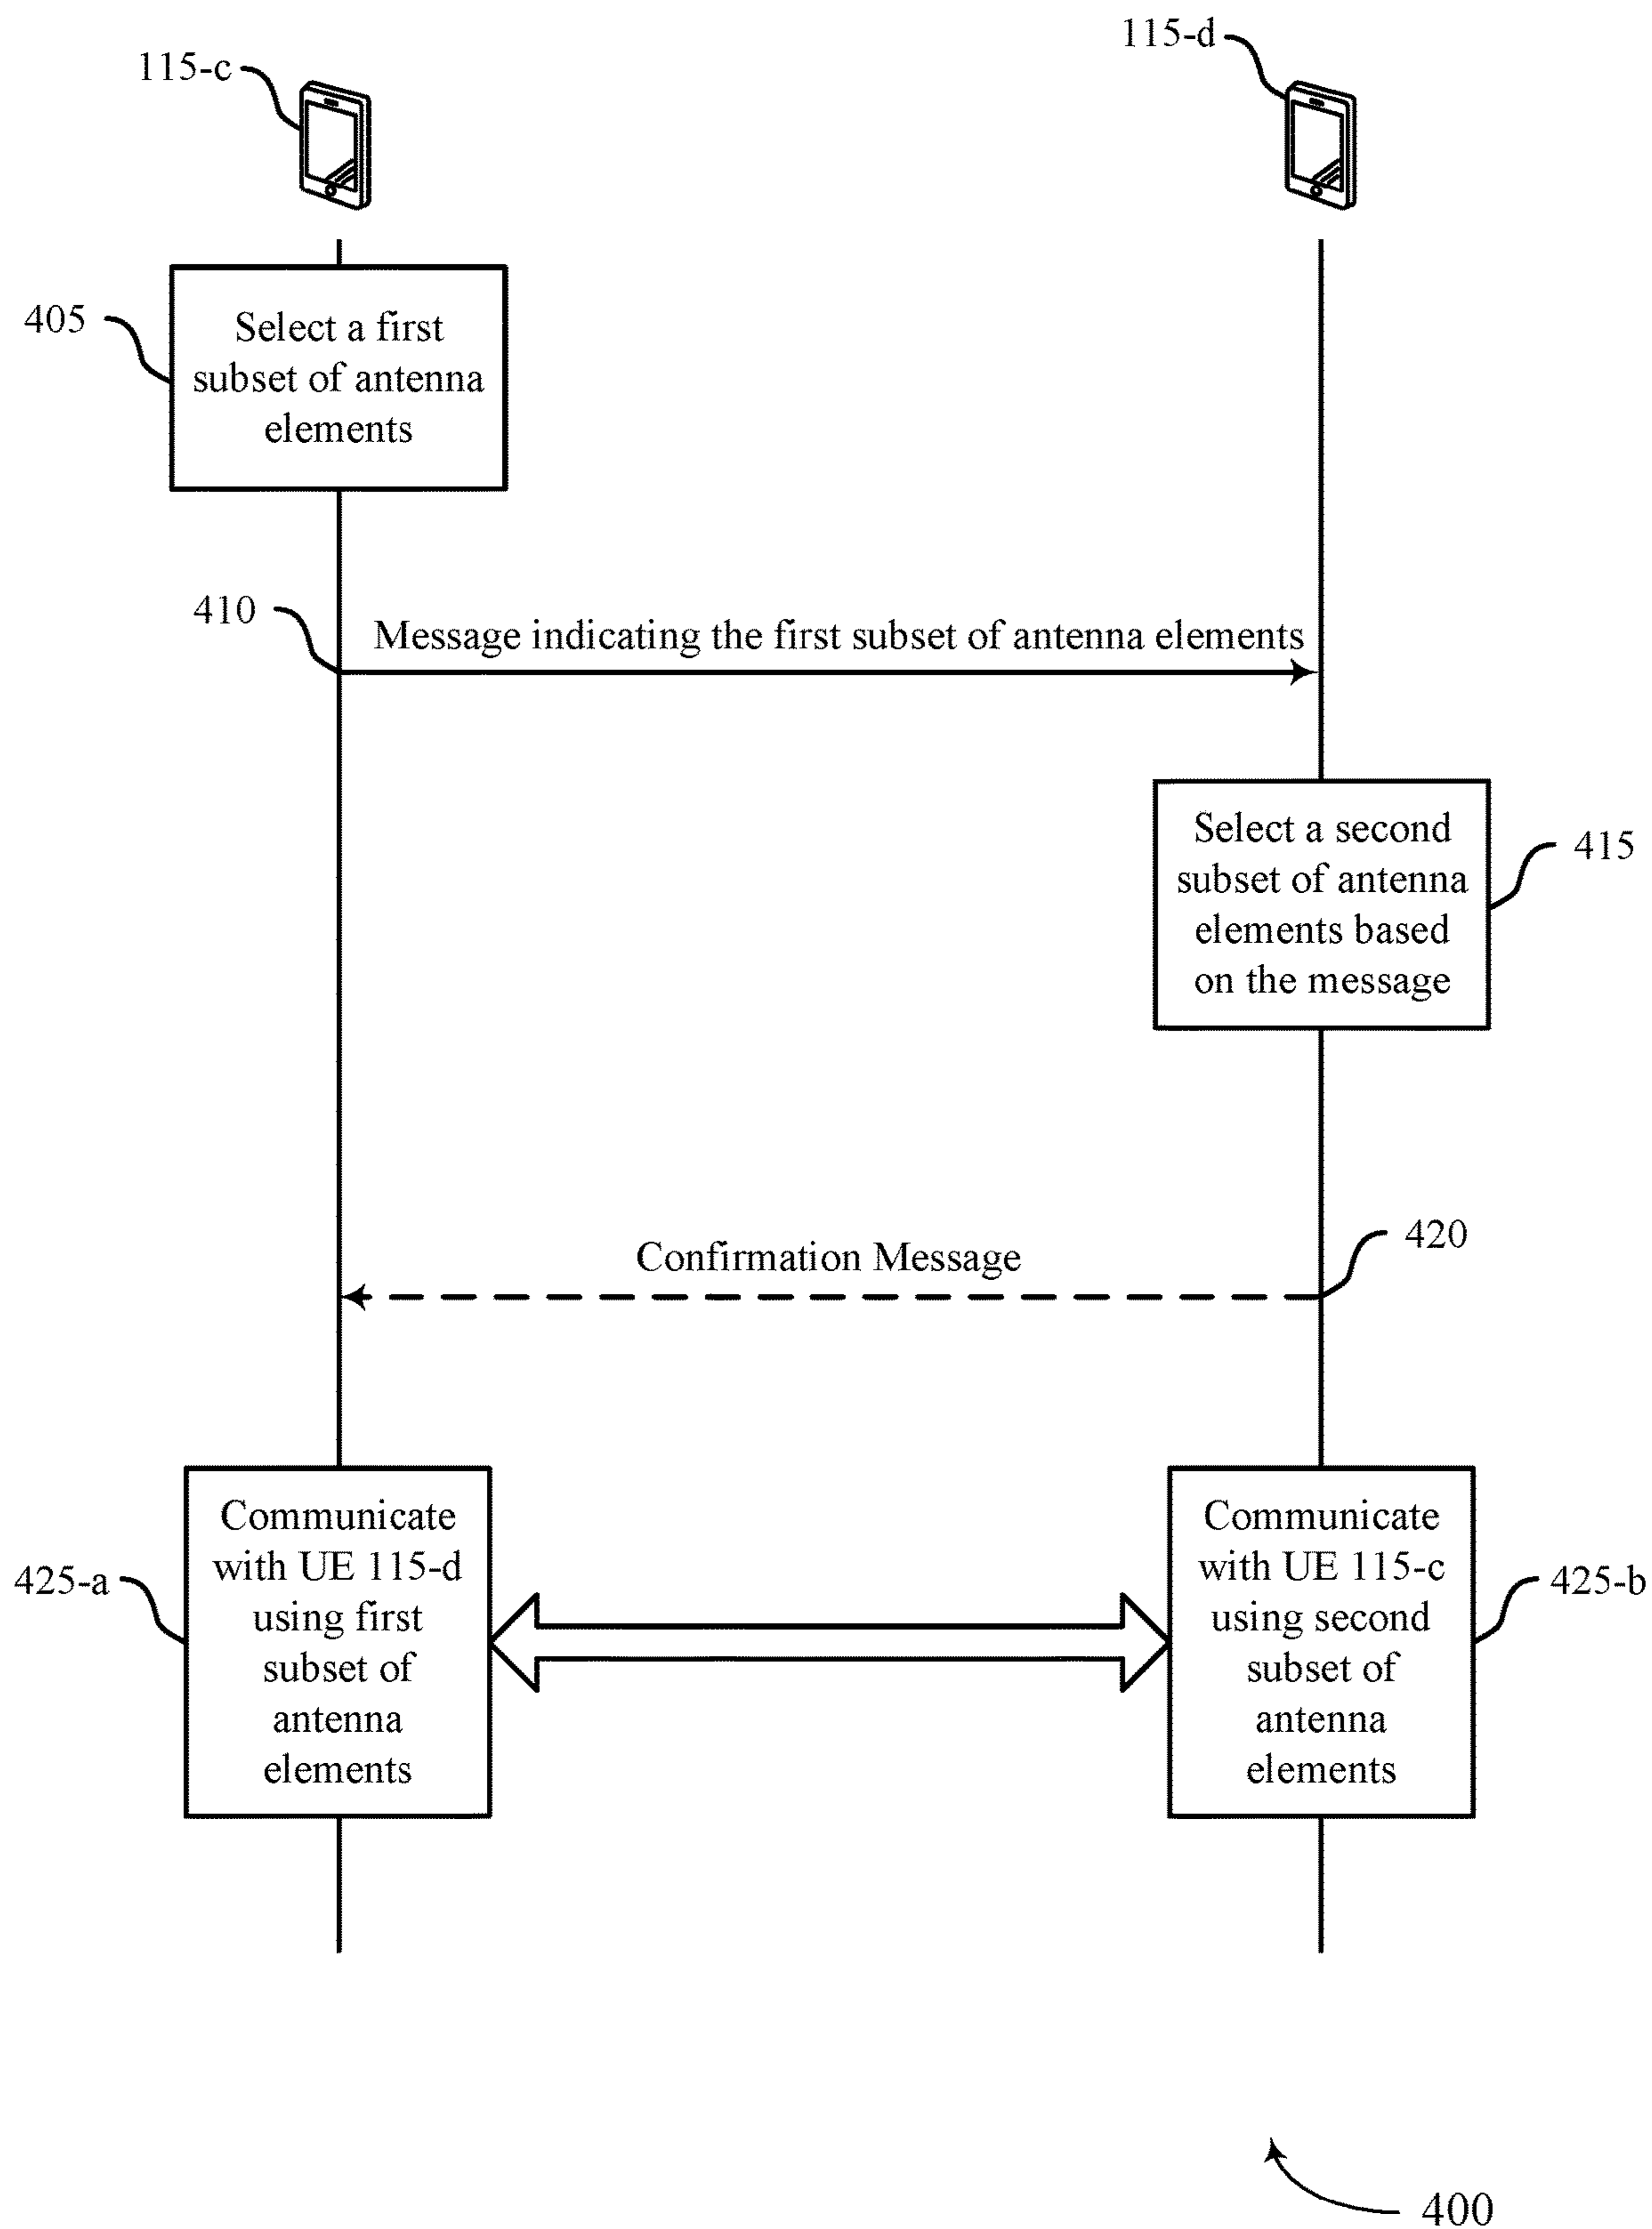 115-c
115-d
405
Select a first
subset of antenna
elements
410
Message indicating the first subset of antenna elements
Select a second
subset of antenna
elements based
on the message
415
Confirmation Message
420
425-a
Communicate
with UE 115-d
using first
subset of
antenna
elements
Communicate
with UE 115-c
using second
subset of
antenna
elements
425-b
400